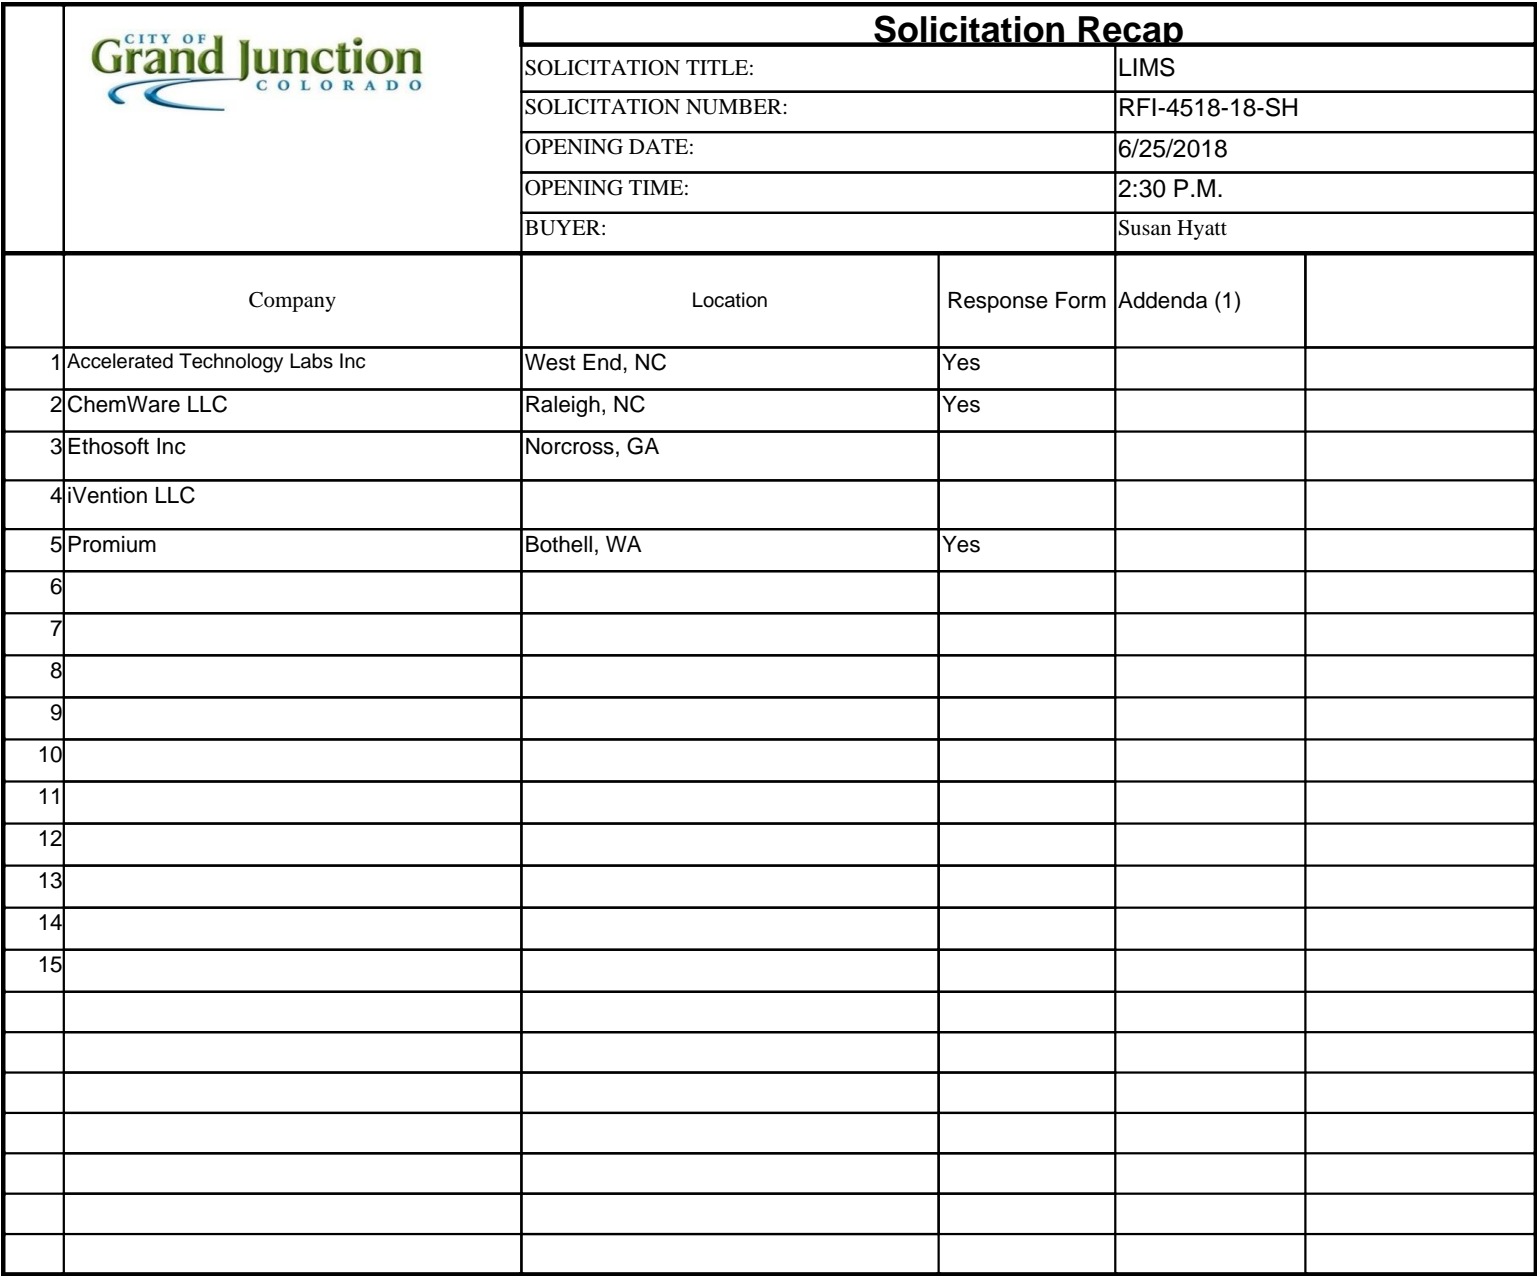 CITY OF
Grand Junction
COLORADO
Solicitation Recap
SOLICITATION TITLE: LIMS
SOLICITATION NUMBER: RFI-4518-18-SH
OPENING DATE: 6/25/2018
OPENING TIME: 2:30 P.M.
BUYER: Susan Hyatt
Company Location Response Form Addenda (1)
1 Accelerated Technology Labs Inc West End, NC Yes
2 ChemWare LLC Raleigh, NC Yes
3 Ethosoft Inc Norcross, GA
4 iVention LLC
5 Promium Bothell, WA Yes
6
7
8
9
10
11
12
13
14
15